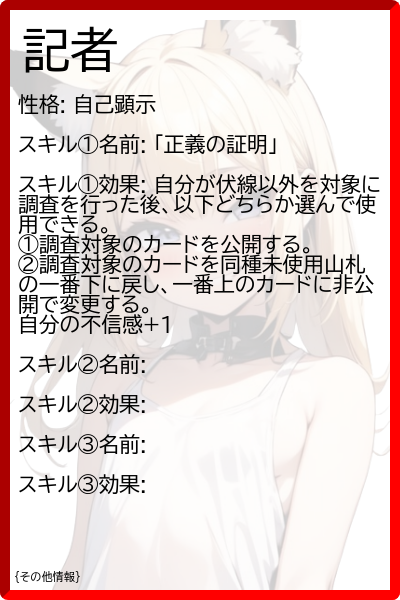 記者
性格: 自己顕示
スキル①名前: 「正義の証明」
スキル①効果: 自分が伏線以外を対象に
調査を行った後、以下どちらか選んで使
用できる。
①調査対象のカードを公開する。
②調査対象のカードを同種未使用山札
の一番下に戻し、一番上のカードに非公
開で変更する。
自分の不信感+1
スキル②名前:
スキル②効果:
スキル③名前:
スキル③効果:
{その他情報}